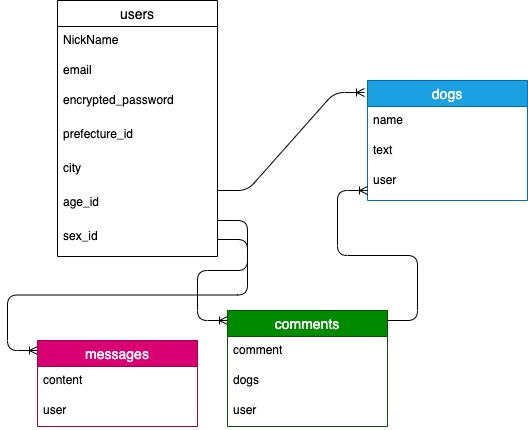 users
NickName
email
encrypted_password
prefecture_id
city
age_id
sex_id
dogs
name
text
user
comments
comment
dogs
user
messages
content
user